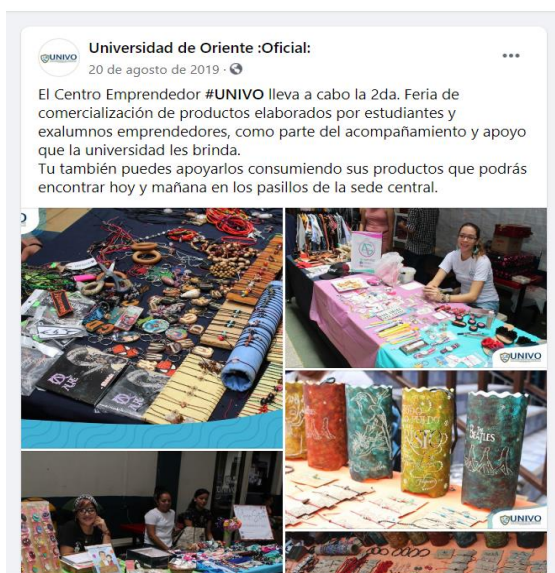 UNIVO
Universidad de Oriente :Oficial:
20 de agosto de 2019 ·
El Centro Emprendedor #UNIVO lleva a cabo la 2da. Feria de
comercialización de productos elaborados por estudiantes y
exalumnos emprendedores, como parte del acompañamiento y apoyo
que la universidad les brinda.
Tu también puedes apoyarlos consumiendo sus productos que podrás
encontrar hoy y mañana en los pasillos de la sede central.
UNIVO
THE
BEATLES
UNIVO